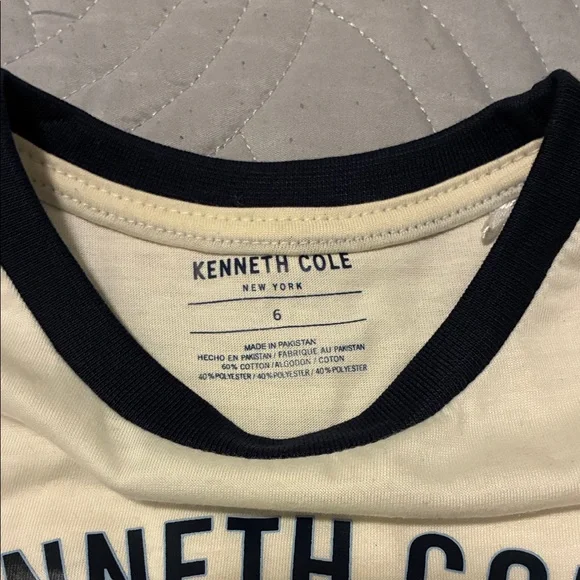 KENNETH COLE
NEW YORK
6
MADE IN PAKISTAN
HECHO EN PAKISTAN / FABRIQUE AU PAKISTAN
60% COTTON / ALGODON / COTON
40% POLYESTER / 40% POLYESTER / 40% POLYESTER
NNETH CO